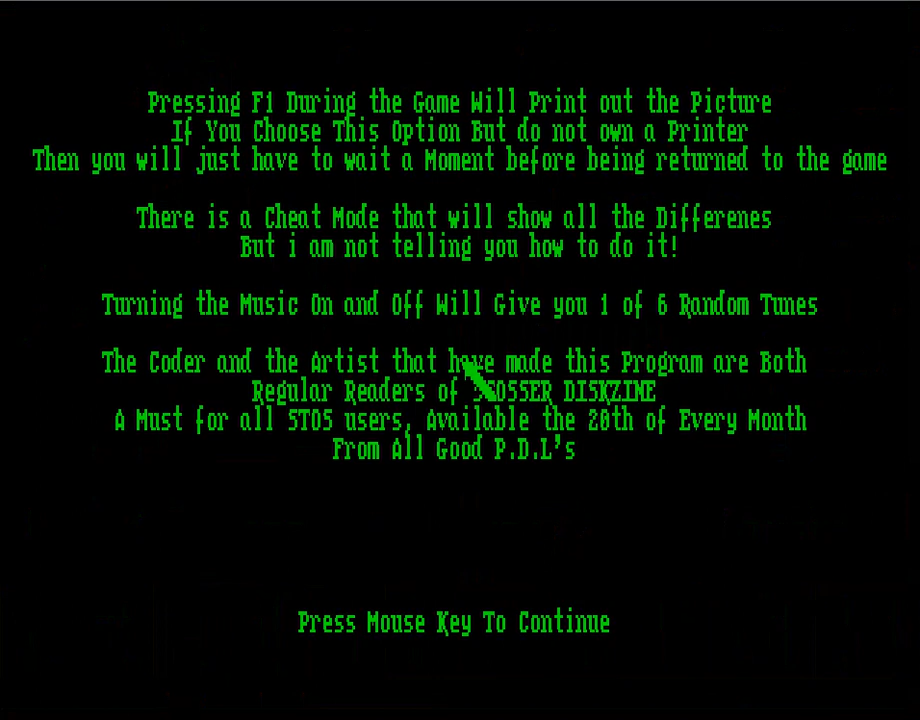 Pressing F1 During the Game Will Print out the Picture
If You Choose This Option But do not own a Printer
Then you will just have to wait a Moment before being returned to the game
There is a Cheat Mode that will show all the Differenes
But i am not telling you how to do it!
Turning the Music On and Off Will Give you 1 of 6 Random Tunes
The Coder and the Artist that have made this Program are Both
Regular Readers of STOSSER DISKZINE
A Must for all STOS users, Available the 20th of Every Month
From All Good P.D.L's
Press Mouse Key To Continue